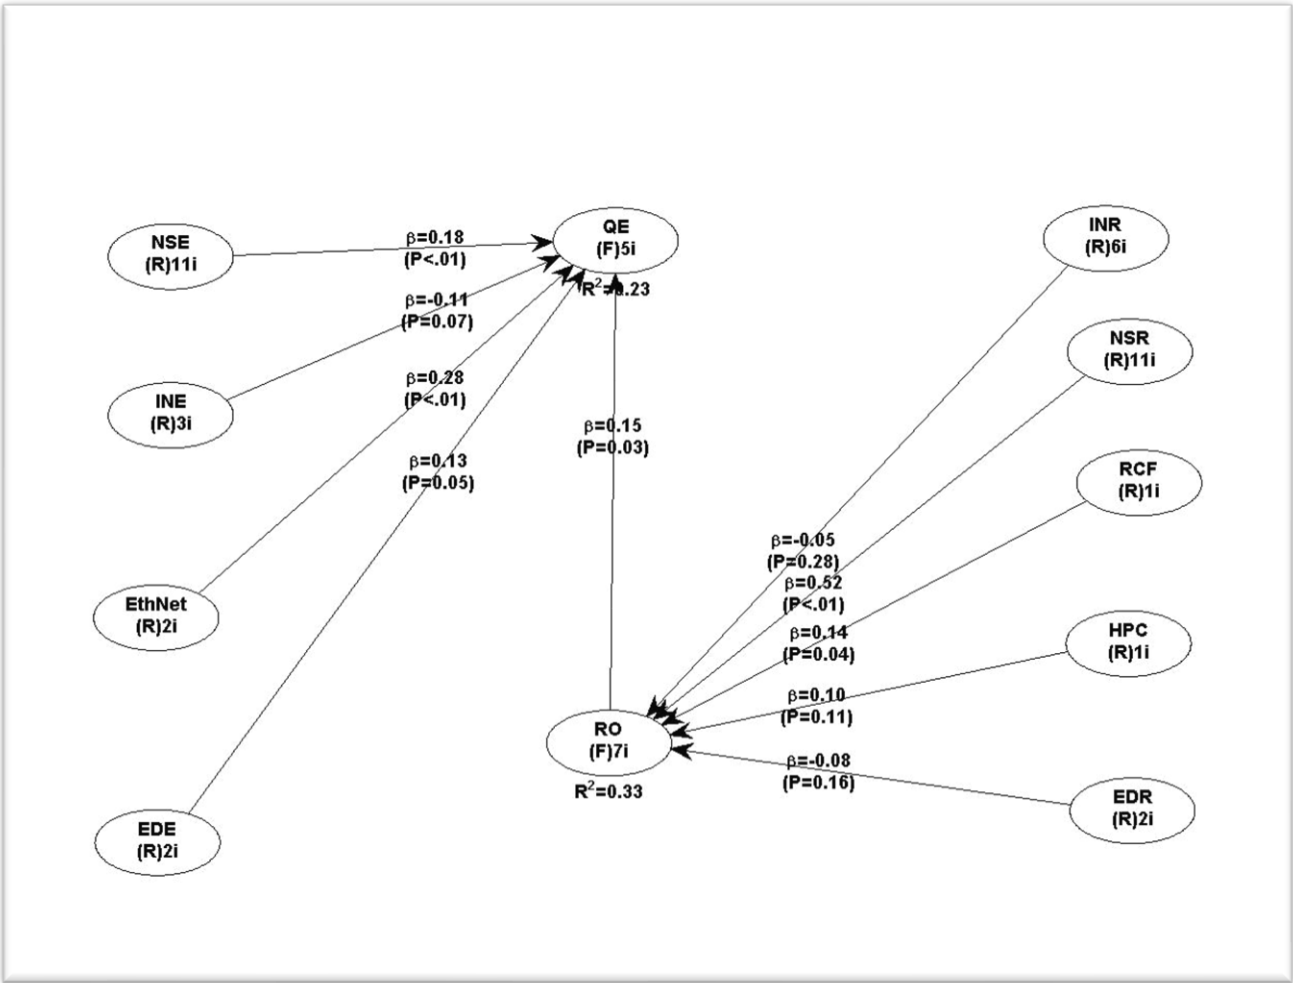 NSE
(R)11i
β=0.18
(P<.01)
QE
(F)5i
R²=0.23
INR
(R)6i
β=-0.11
(P=0.07)
NSR
(R)11i
INE
(R)3i
β=0.28
(P<.01)
β=0.15
(P=0.03)
β=0.13
(P=0.05)
RCF
(R)1i
β=-0.05
(P=0.28)
β=0.52
(P<.01)
EthNet
(R)2i
β=0.14
(P=0.04)
HPC
(R)1i
β=0.10
(P=0.11)
RO
(F)7i
R²=0.33
β=-0.08
(P=0.16)
EDR
(R)2i
EDE
(R)2i